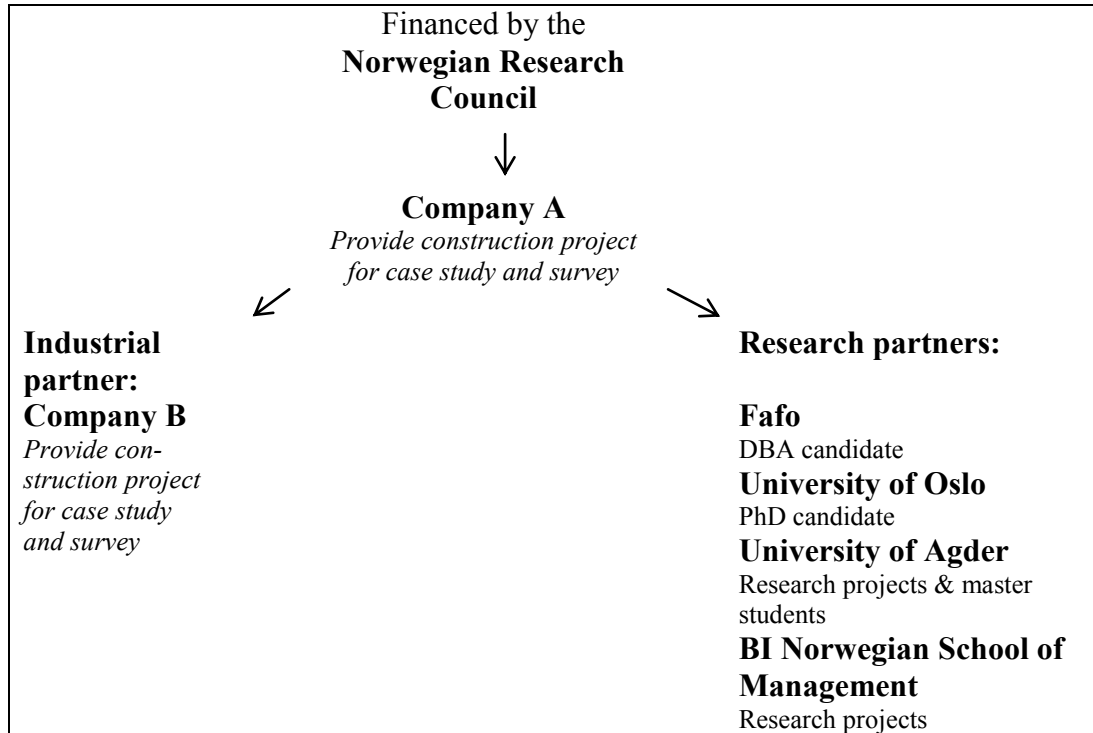 Financed by the
Norwegian Research
Council
Company A
Provide construction project
for case study and survey
Industrial
partner:
Company B
Provide con-
struction project
for case study
and survey
Research partners:
Fafo
DBA candidate
University of Oslo
PhD candidate
University of Agder
Research projects & master
students
BI Norwegian School of
Management
Research projects